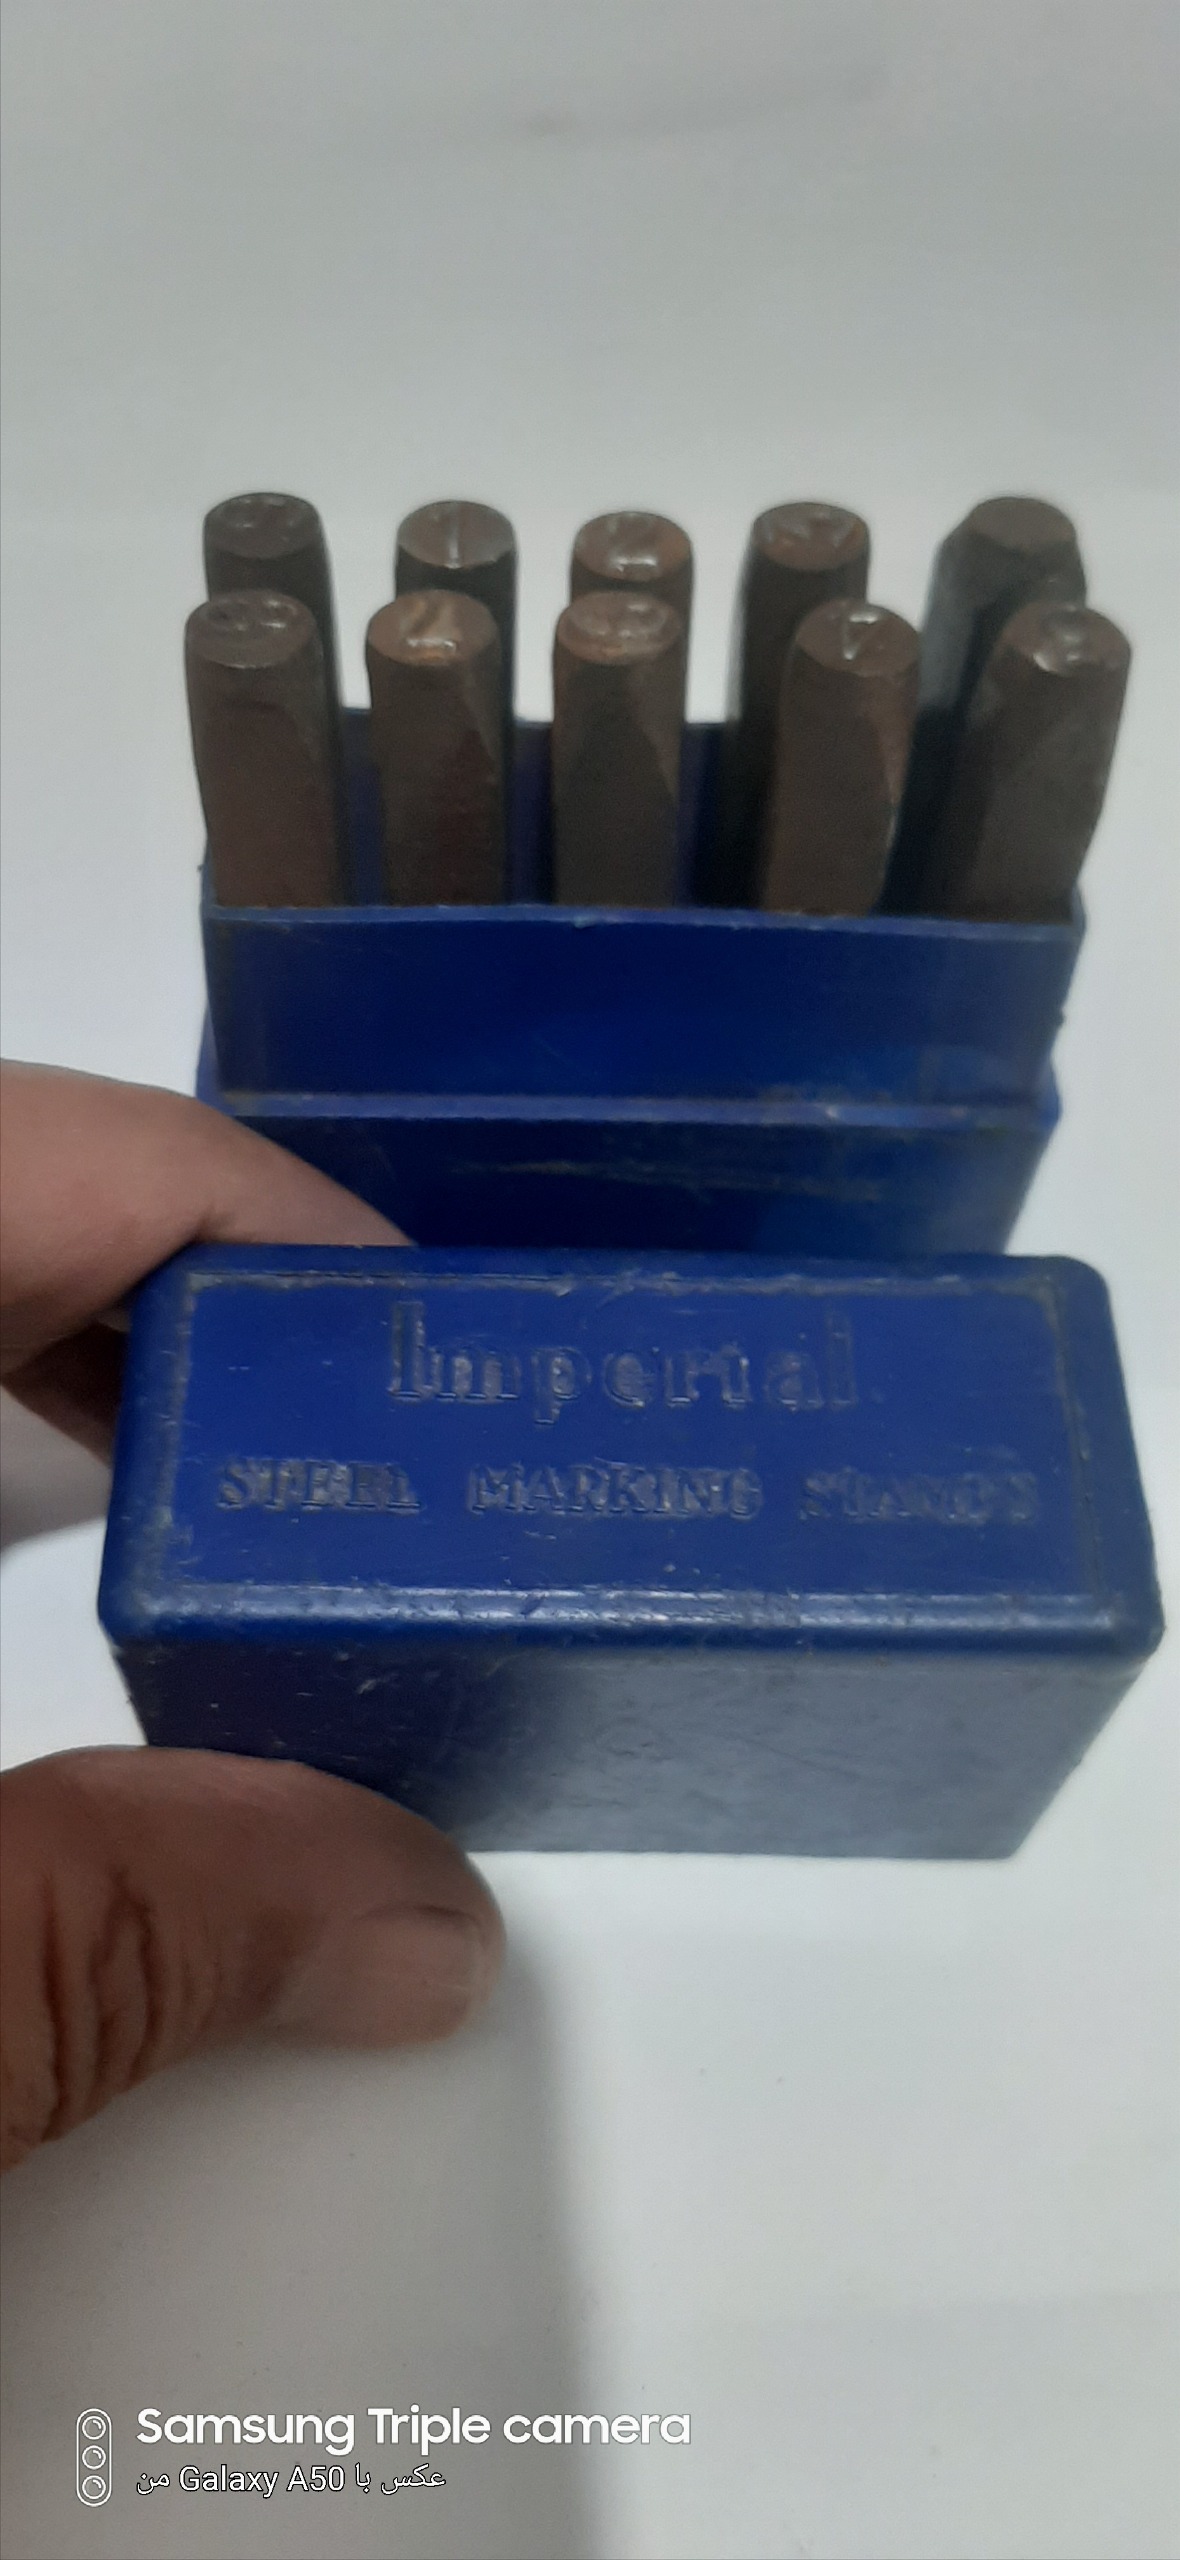 Imperial
STEEL MARKING STAMPS
Samsung Triple camera
عکس با Galaxy A50 من